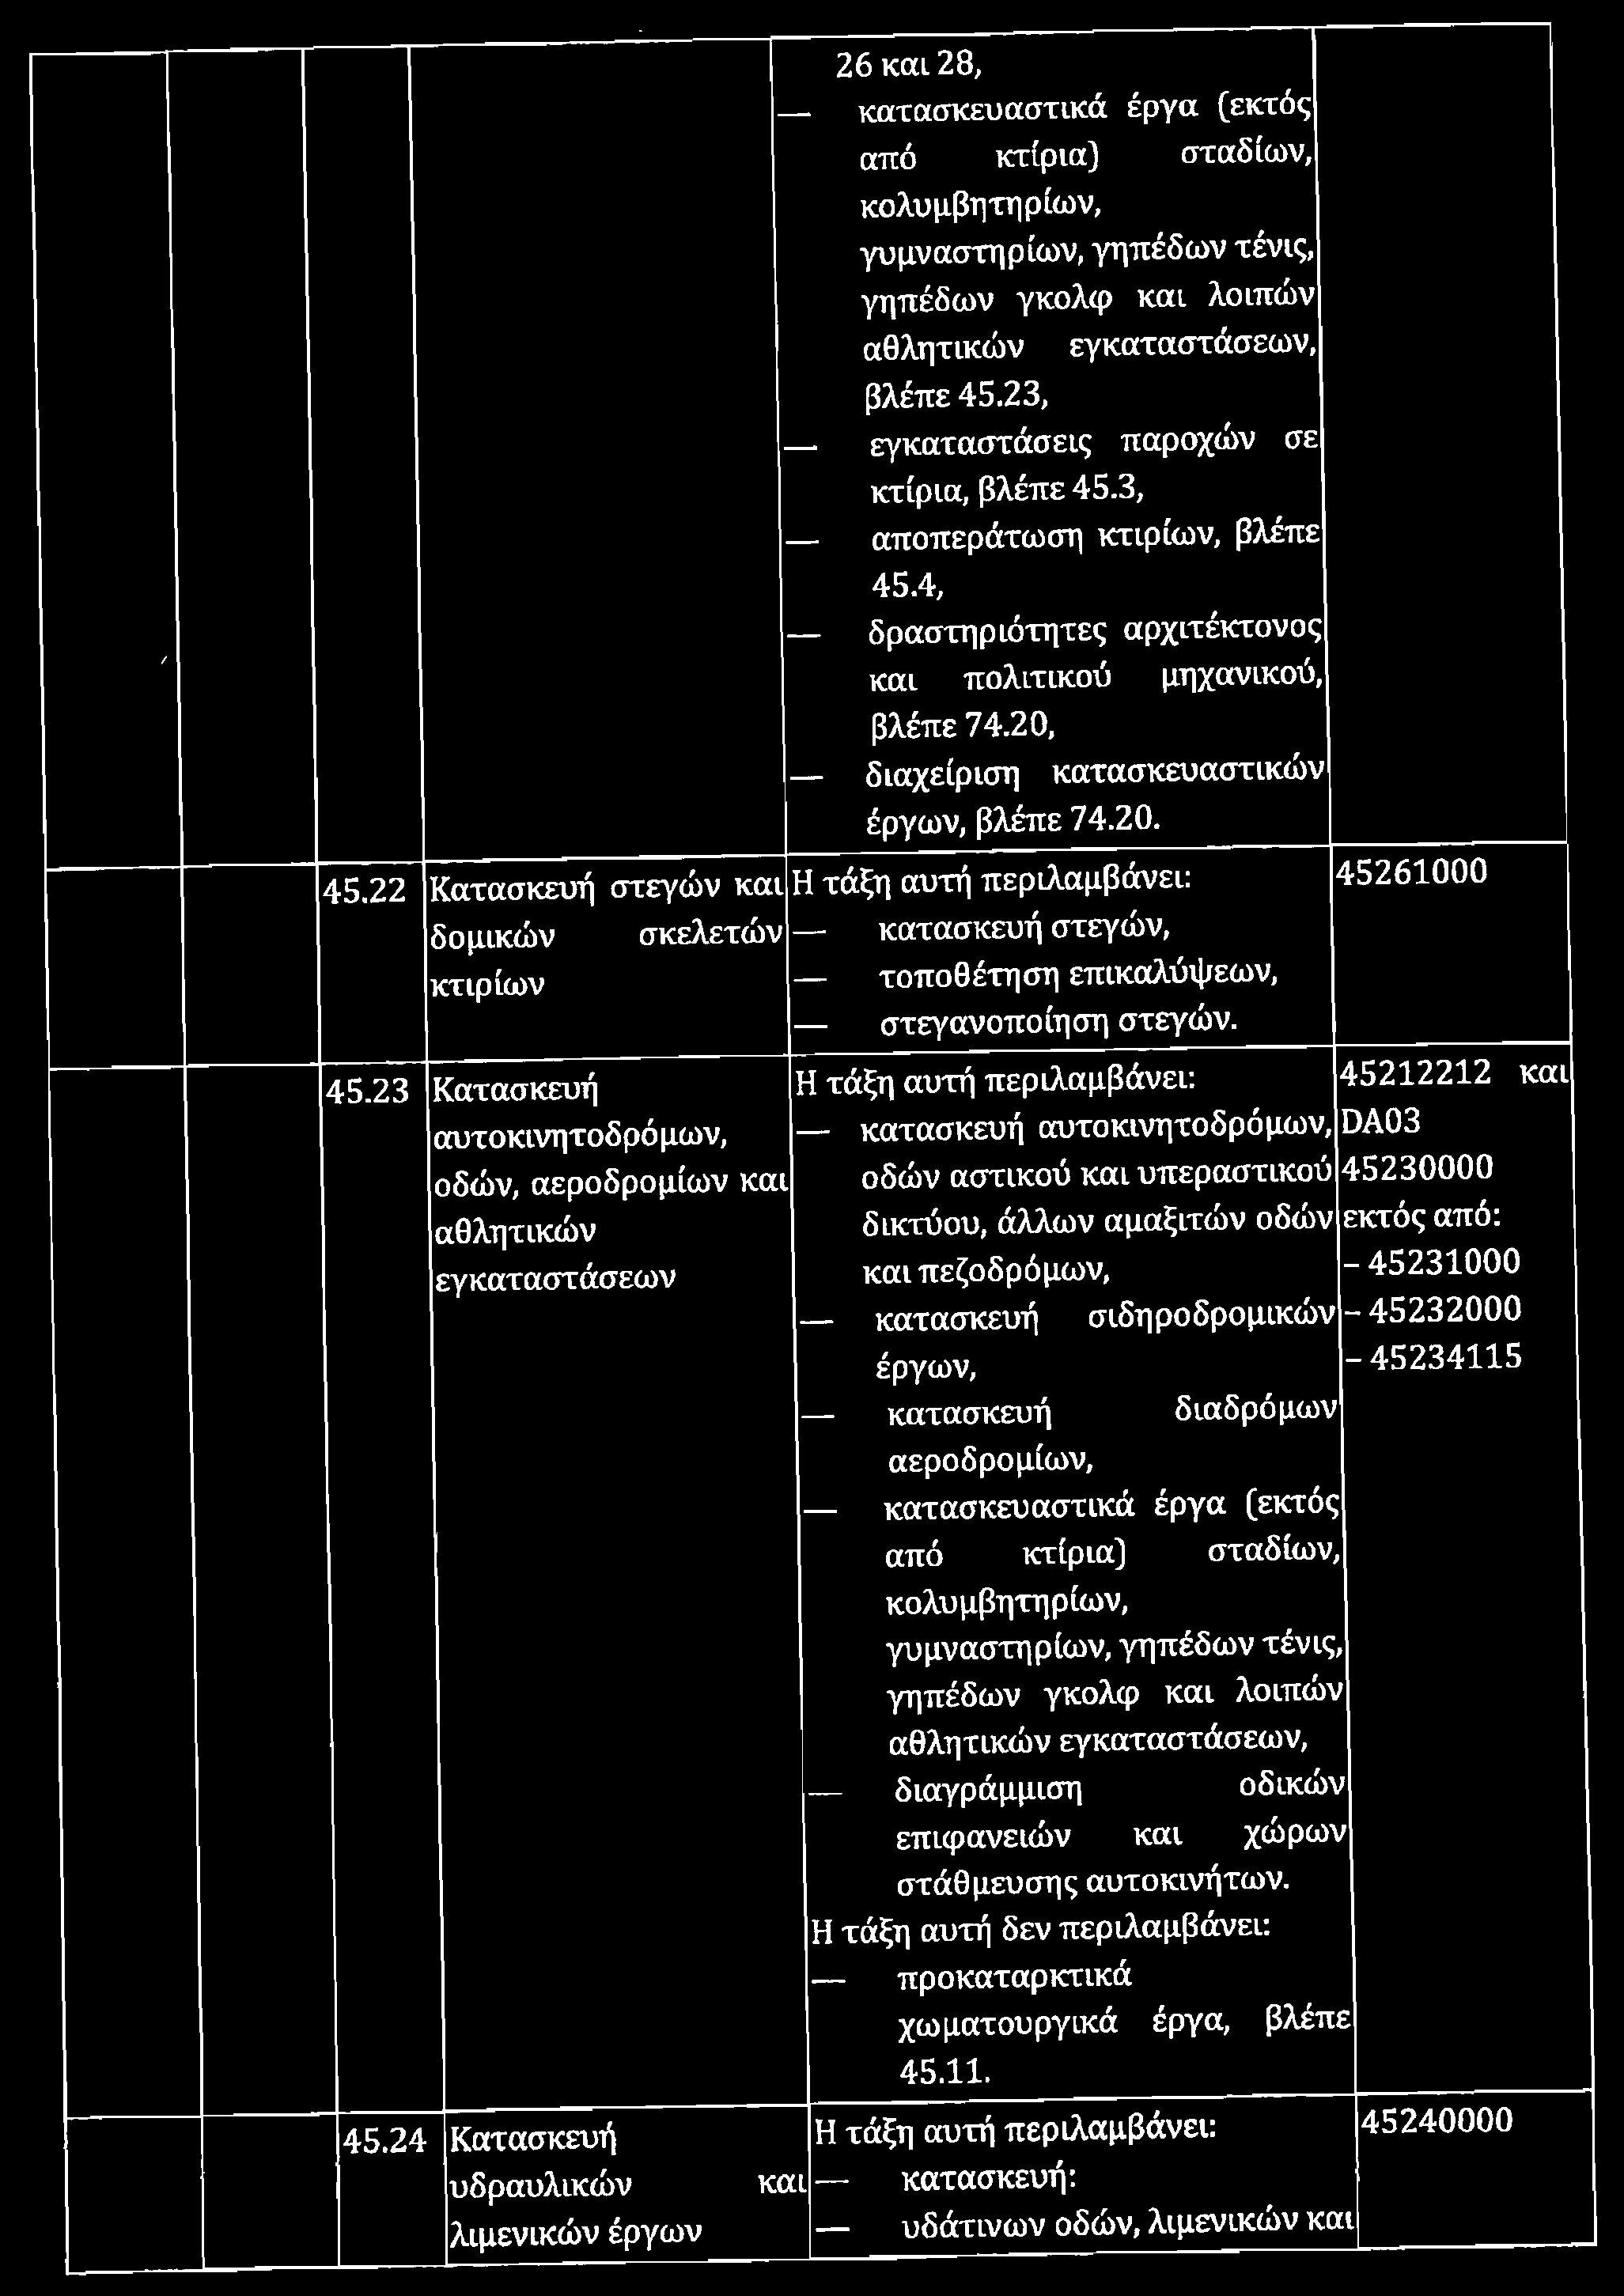 26 και 28,
— κατασκευαστικά έργα (εκτός
από κτίρια) σταδίων,
κολυμβητηρίων,
γυμναστηρίων, γηπέδων τένις,
γηπέδων γκολφ και λοιπών
αθλητικών εγκαταστάσεων,
βλέπε 45.23,
— εγκαταστάσεις παροχών σε
κτίρια, βλέπε 45.3,
— αποπεράτωση κτιρίων, βλέπε
45.4,
— δραστηριότητες αρχιτέκτονος
και πολιτικού μηχανικού,
βλέπε 74.20,
— διαχείριση κατασκευαστικών
έργων, βλέπε 74.20.
45.22
Κατασκευή στεγών και
δομικών σκελετών
κτιρίων
Η τάξη αυτή περιλαμβάνει:
— κατασκευή στεγών,
— τοποθέτηση επικαλύψεων,
— στεγανοποίηση στεγών.
45261000
45.23
Κατασκευή
αυτοκινητοδρόμων,
οδών, αεροδρομίων και
αθλητικών
εγκαταστάσεων
Η τάξη αυτή περιλαμβάνει:
— κατασκευή αυτοκινητοδρόμων,
οδών αστικού και υπεραστικού
δικτύου, άλλων αμαξιτών οδών
και πεζοδρόμων,
— κατασκευή σιδηροδρομικών
έργων,
— κατασκευή διαδρόμων
αεροδρομίων,
— κατασκευαστικά έργα (εκτός
από κτίρια) σταδίων,
κολυμβητηρίων,
γυμναστηρίων, γηπέδων τένις,
γηπέδων γκολφ και λοιπών
αθλητικών εγκαταστάσεων,
— διαγράμμιση οδικών
επιφανειών και χώρων
στάθμευσης αυτοκινήτων.
Η τάξη αυτή δεν περιλαμβάνει:
— προκαταρκτικά
χωματουργικά έργα, βλέπε
45.11.
45212212 και
DA03
45230000
εκτός από:
- 45231000
- 45232000
- 45234115
45.24
Κατασκευή
υδραυλικών και
λιμενικών έργων
Η τάξη αυτή περιλαμβάνει:
— κατασκευή:
— υδάτινων οδών, λιμενικών και
45240000